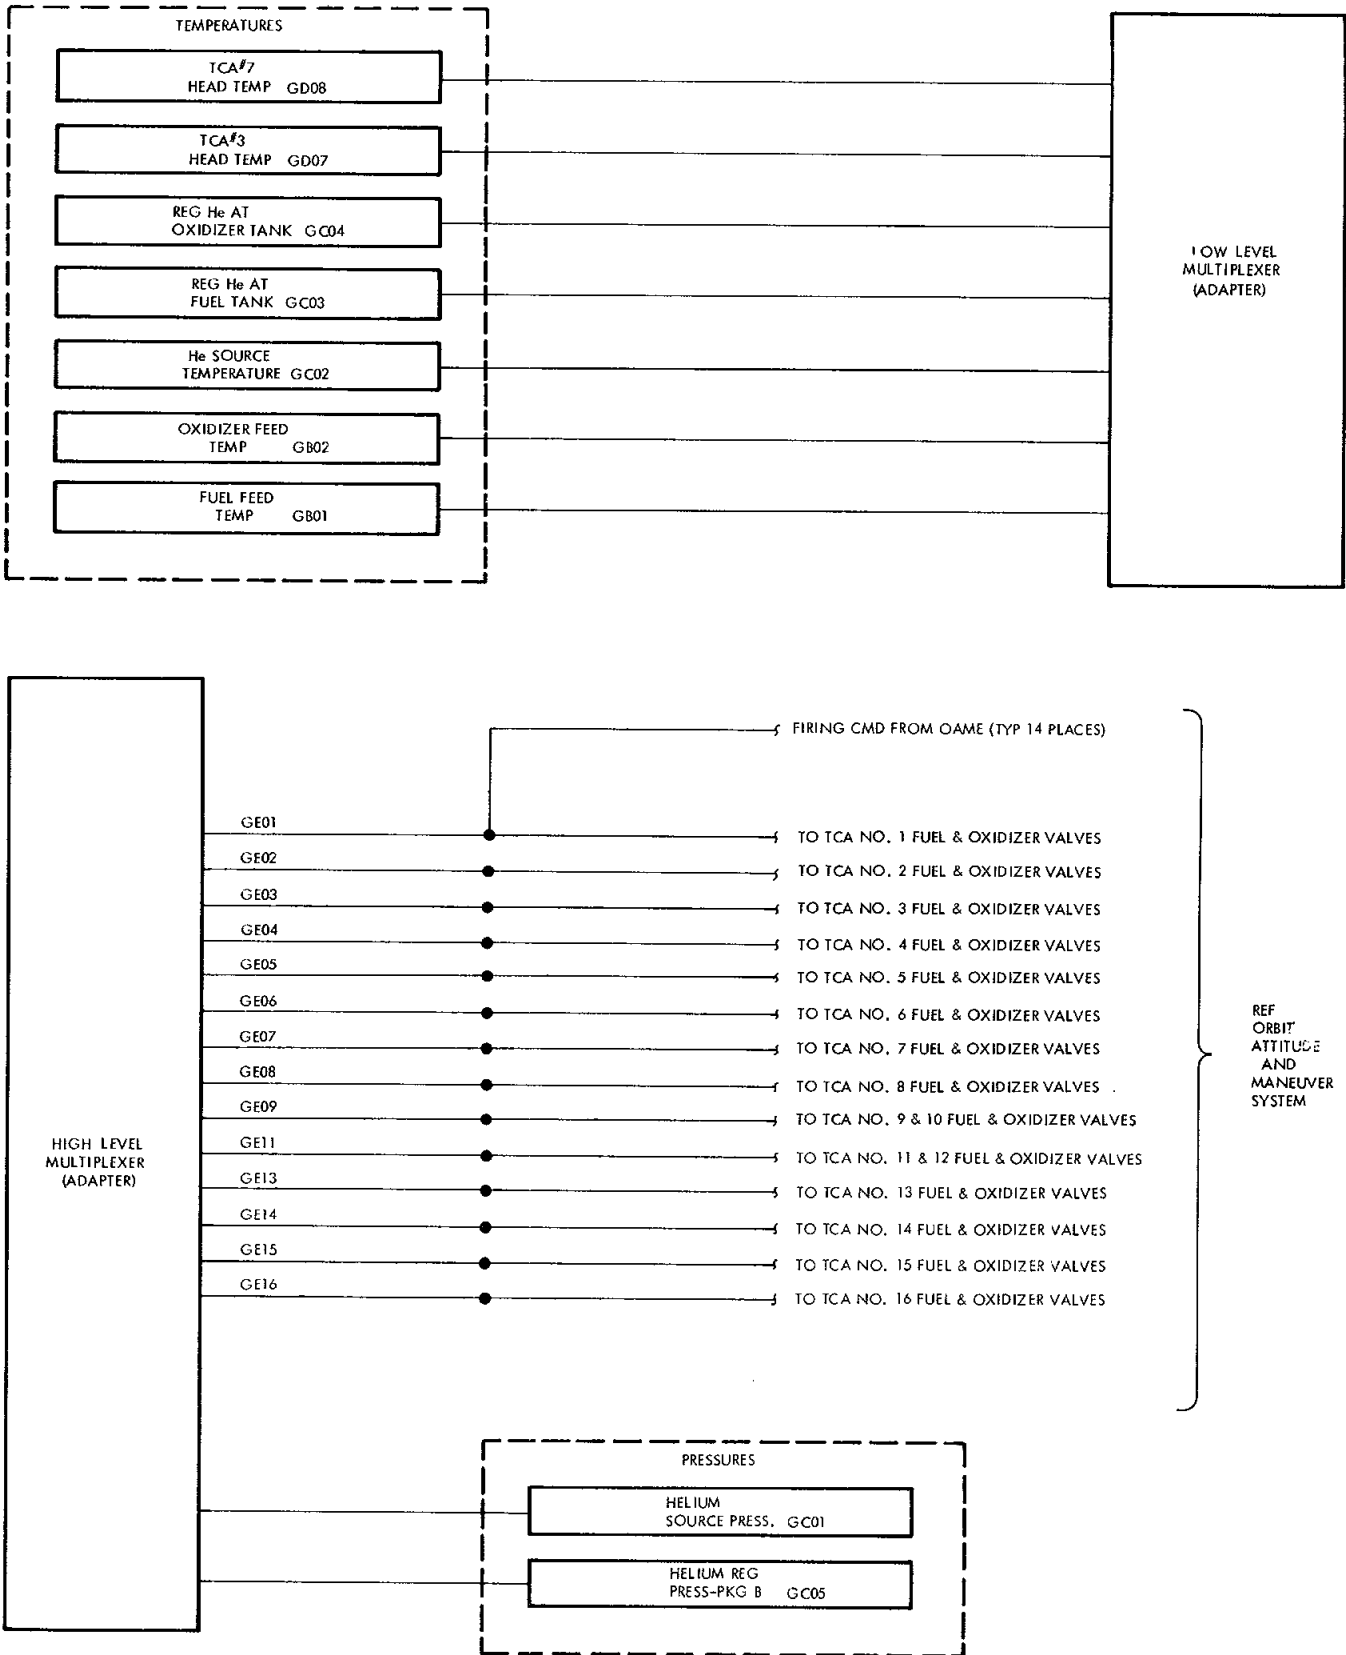 TEMPERATURES
TCA#7
HEAD TEMP GD08
TCA#3
HEAD TEMP GD07
REG He AT
OXIDIZER TANK GC04
REG He AT
FUEL TANK GC03
He SOURCE
TEMPERATURE GC02
OXIDIZER FEED
TEMP GB02
FUEL FEED
TEMP GB01
LOW LEVEL
MULTIPLEXER
(ADAPTER)
FIRING CMD FROM OAME (TYP 14 PLACES)
GE01
TO TCA NO. 1 FUEL & OXIDIZER VALVES
GE02
TO TCA NO. 2 FUEL & OXIDIZER VALVES
GE03
TO TCA NO. 3 FUEL & OXIDIZER VALVES
GE04
TO TCA NO. 4 FUEL & OXIDIZER VALVES
GE05
TO TCA NO. 5 FUEL & OXIDIZER VALVES
GE06
TO TCA NO. 6 FUEL & OXIDIZER VALVES
GE07
TO TCA NO. 7 FUEL & OXIDIZER VALVES
GE08
TO TCA NO. 8 FUEL & OXIDIZER VALVES
GE09
TO TCA NO. 9 & 10 FUEL & OXIDIZER VALVES
GE11
TO TCA NO. 11 & 12 FUEL & OXIDIZER VALVES
GE13
TO TCA NO. 13 FUEL & OXIDIZER VALVES
GE14
TO TCA NO. 14 FUEL & OXIDIZER VALVES
GE15
TO TCA NO. 15 FUEL & OXIDIZER VALVES
GE16
TO TCA NO. 16 FUEL & OXIDIZER VALVES
HIGH LEVEL
MULTIPLEXER
(ADAPTER)
REF
ORBIT
ATTITUDE
AND
MANEUVER
SYSTEM
PRESSURES
HELIUM
SOURCE PRESS. GC01
HELIUM REG
PRESS-PKG B GC05